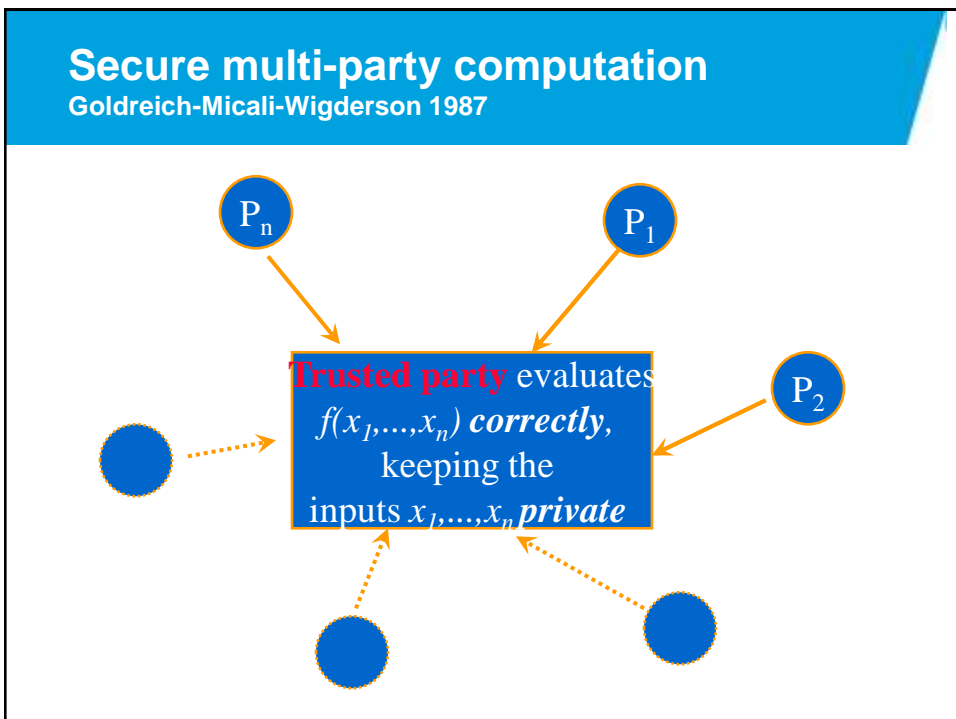 Secure multi-party computation
Goldreich-Micali-Wigderson 1987
Pn
P1
Trusted party evaluates
f(x1,...,xn) correctly,
keeping the
inputs x1,...,xn private
P2